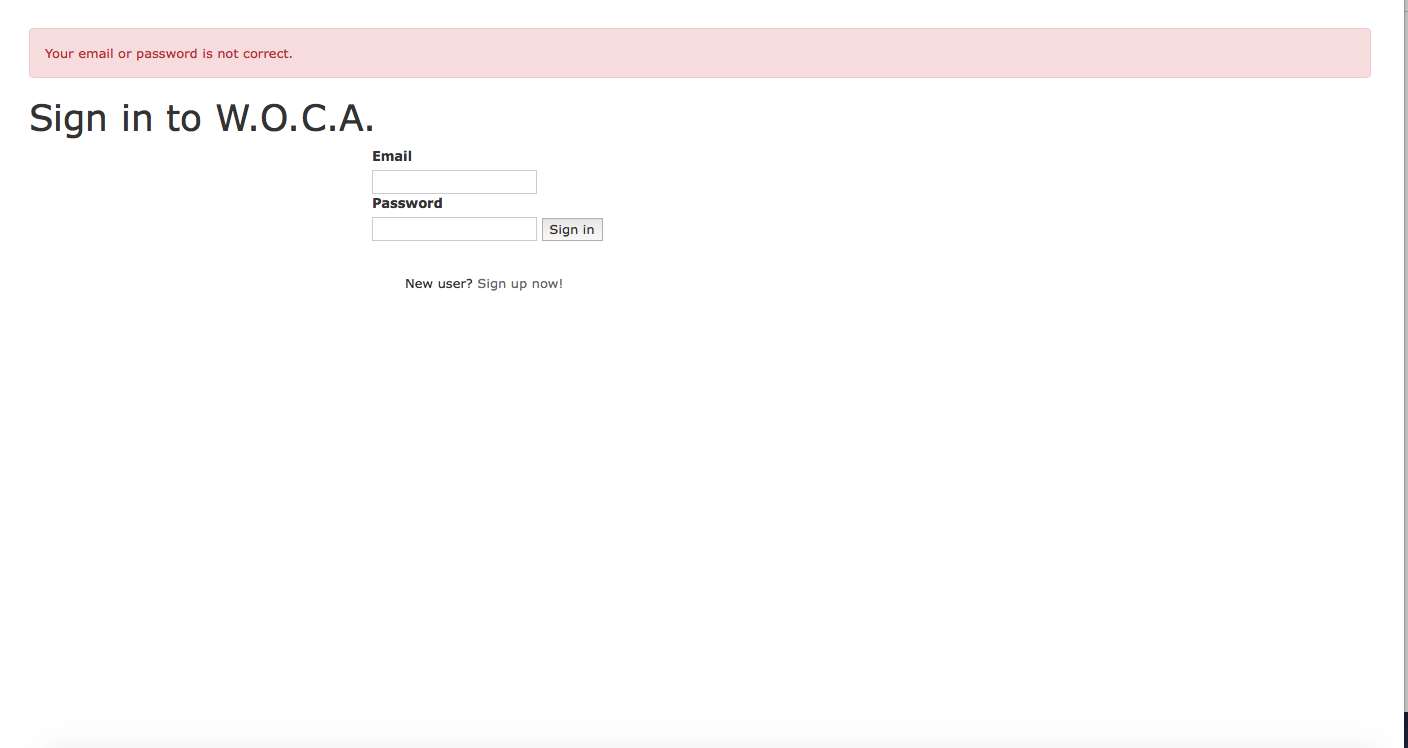 Your email or password is not correct.
Sign in to W.O.C.A.
Email
Password
Sign in
New user? Sign up now!